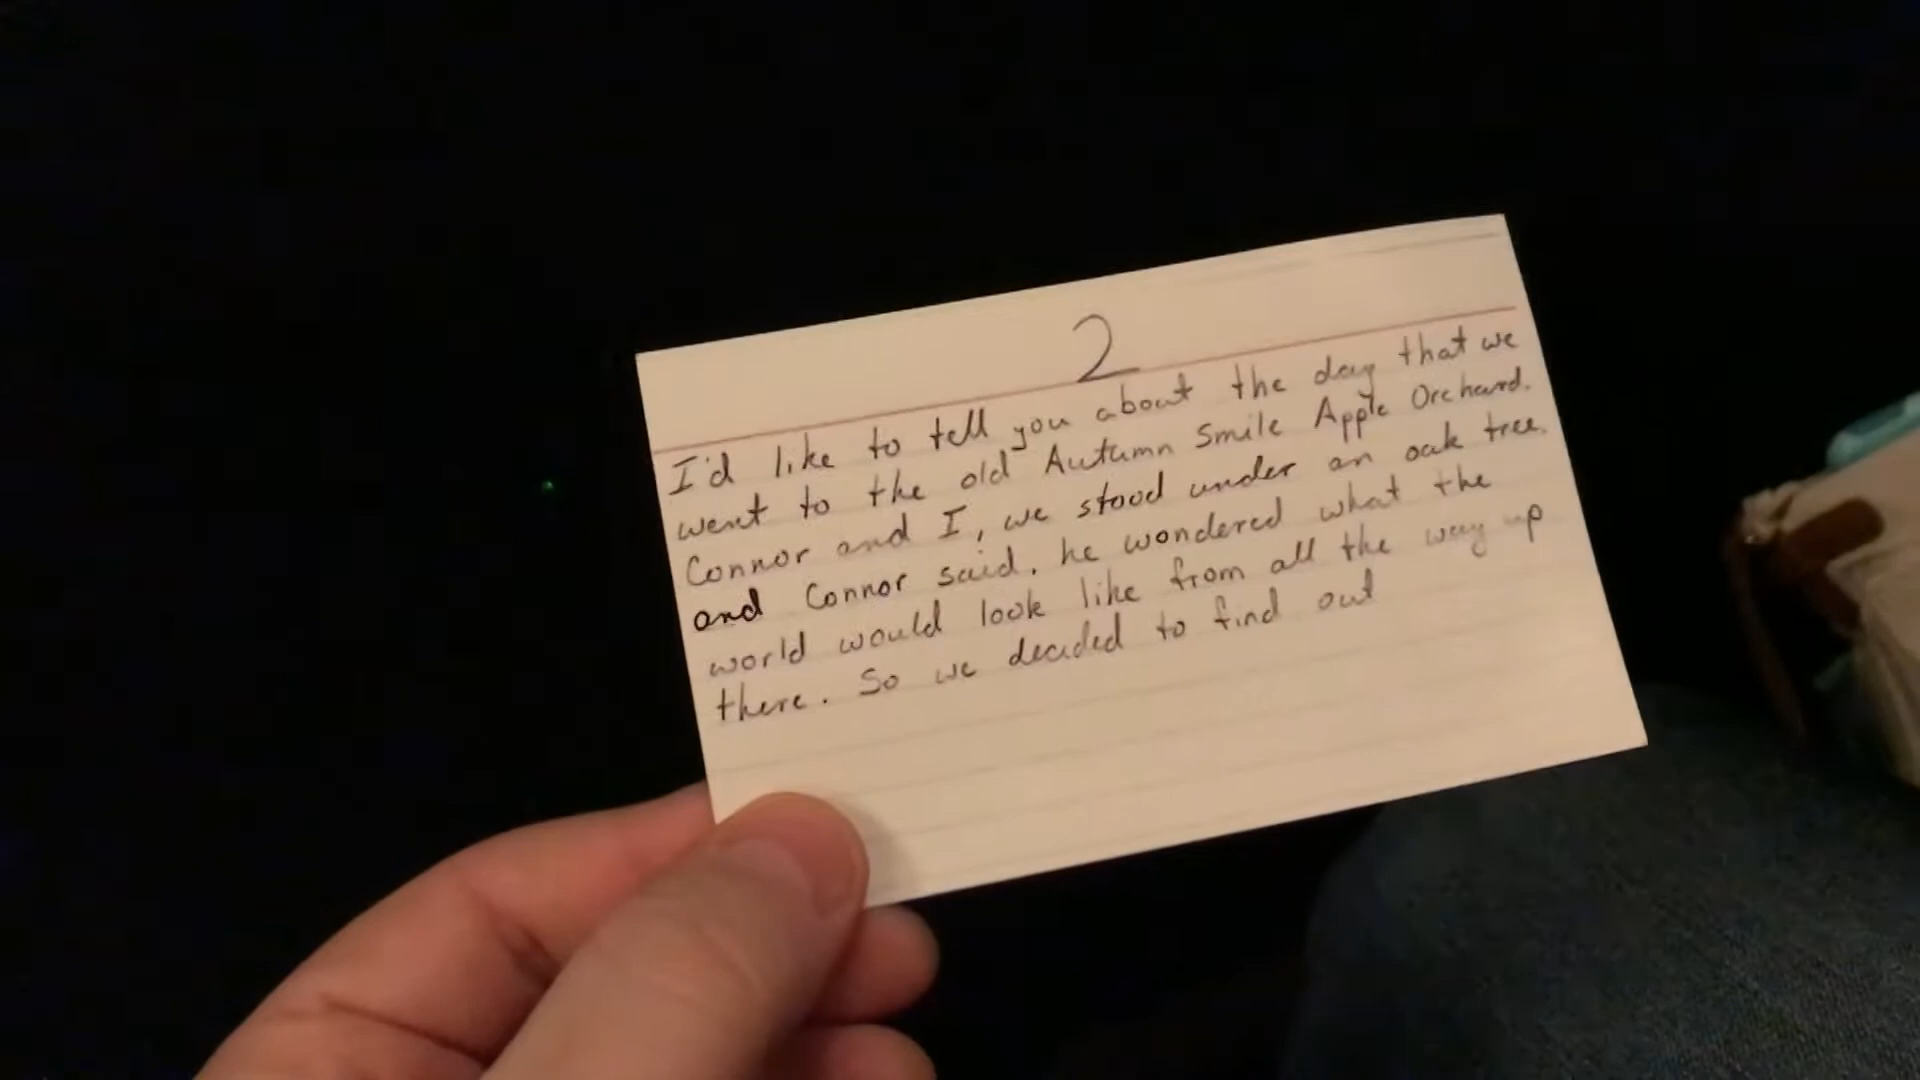 2
I'd like to tell you about the day that we
went to the old Autumn Smile Apple Orchard.
Connor and I, we stood under an oak tree.
and Connor said. he wondered what the
world would look like from all the way up
there. So we decided to find out